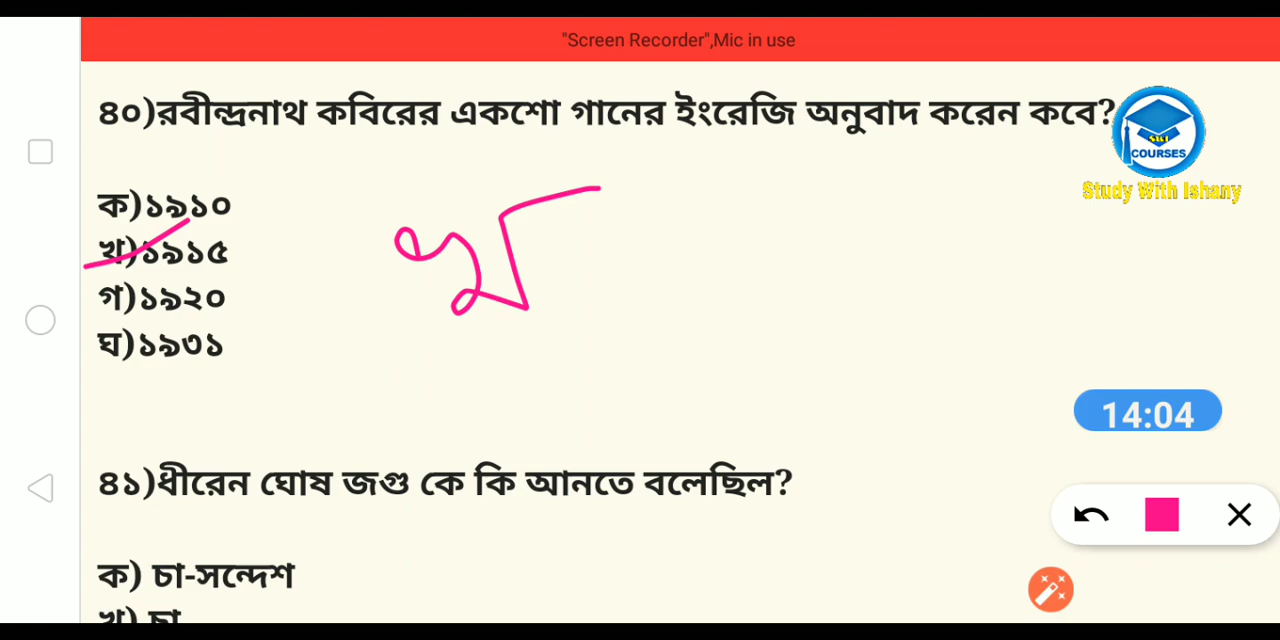 "Screen Recorder",Mic in use
৪০)রবীন্দ্রনাথ কবিরের একশো গানের ইংরেজি অনুবাদ করেন কবে?
COURSES
Study With Ishany
ক)১৯১০
খ)১৯১৫
গ)১৯২০
ঘ)১৯৩১
খ
14:04
৪১)ধীরেন ঘোষ জগু কে কি আনতে বলেছিল?
ক) চা-সন্দেশ
খ) চা